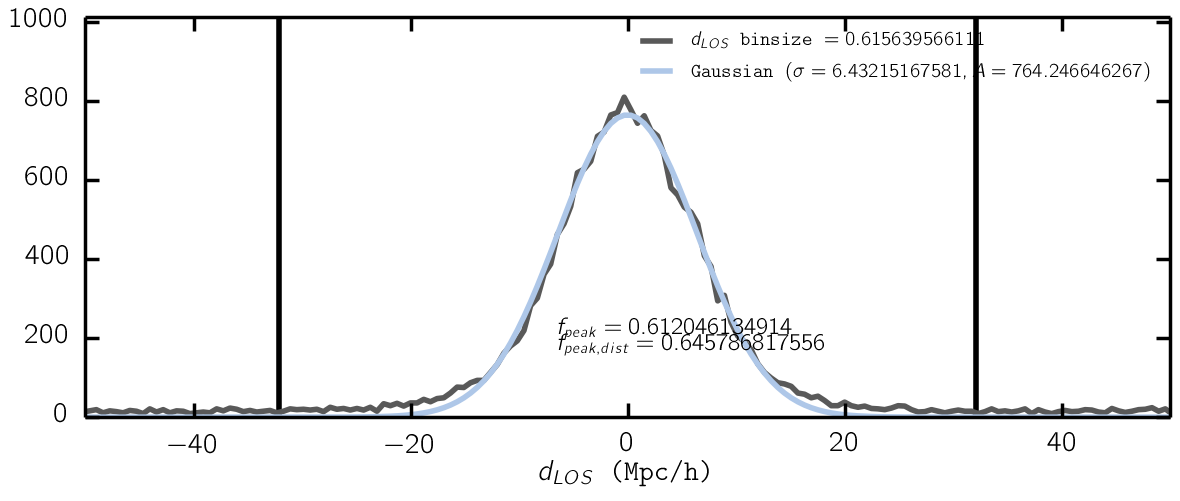 1000
d_LOS binsize = 0.615639566111
Gaussian (σ = 6.43215167581, A = 764.246646267)
800
600
400
200
0
f_peak = 0.612046134914
f_peak,dist = 0.645786817556
−40 −20 0 20 40
d_LOS (Mpc/h)